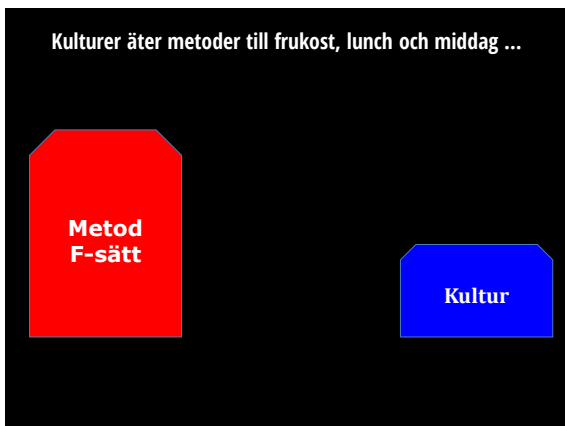 Kulturer äter metoder till frukost, lunch och middag ...
Metod
F-sätt
Kultur